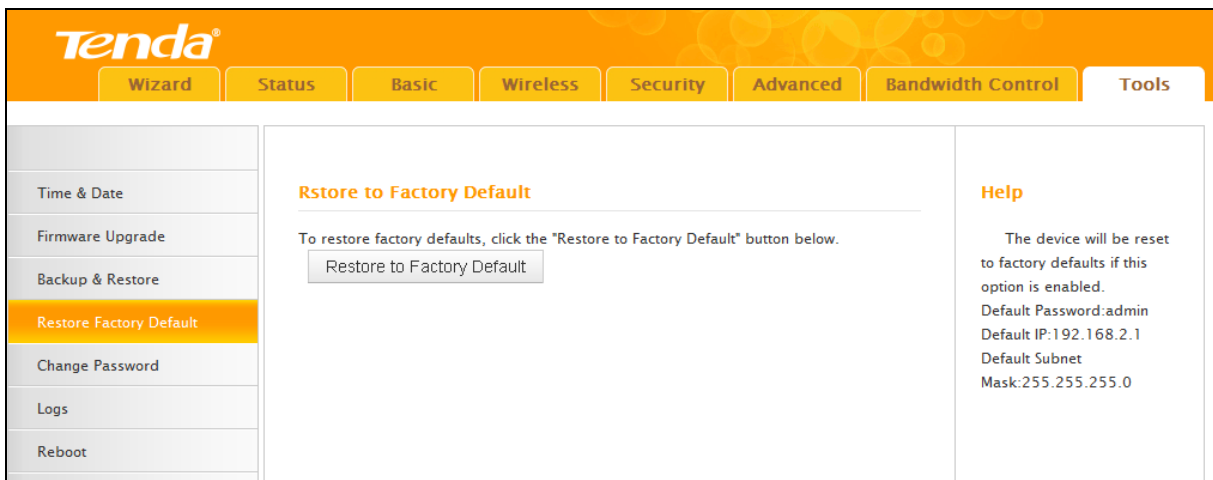 Tenda®
Wizard
Status
Basic
Wireless
Security
Advanced
Bandwidth Control
Tools
Time & Date
Firmware Upgrade
Backup & Restore
Restore Factory Default
Change Password
Logs
Reboot
Rstore to Factory Default
To restore factory defaults, click the "Restore to Factory Default" button below.
Restore to Factory Default
Help
The device will be reset
to factory defaults if this
option is enabled.
Default Password:admin
Default IP:192.168.2.1
Default Subnet
Mask:255.255.255.0